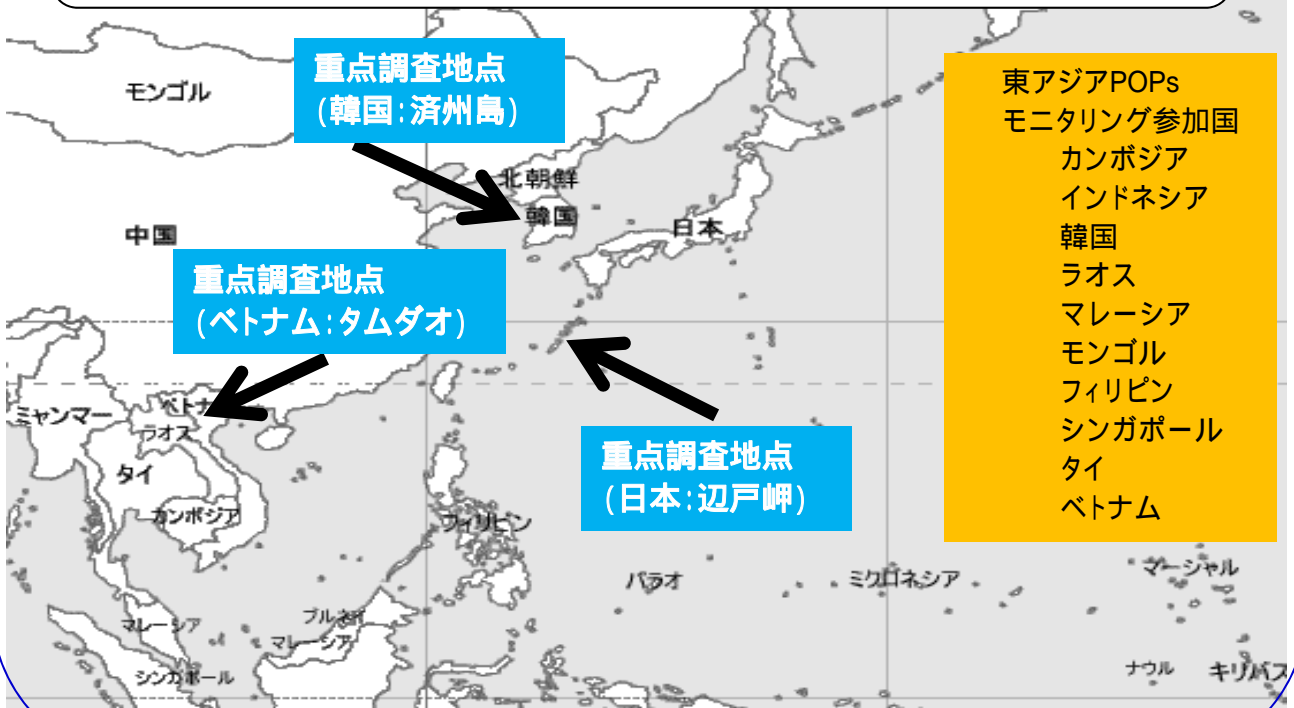 モンゴル
重点調査地点
(韓国:済州島)
東アジアPOPs
モニタリング参加国
カンボジア
インドネシア
韓国
ラオス
マレーシア
モンゴル
フィリピン
シンガポール
タイ
ベトナム
北朝鮮
韓国
日本
中国
重点調査地点
(ベトナム:タムダオ)
ミャンマー
ベトナ
ラオス
タイ
カンボジア
重点調査地点
(日本:辺戸岬)
フィリピン
パラオ
ミクロネシア
マーシャル
マレーシア
ブルネイ
マレーシア
シンガポール
ナウル
キリバス